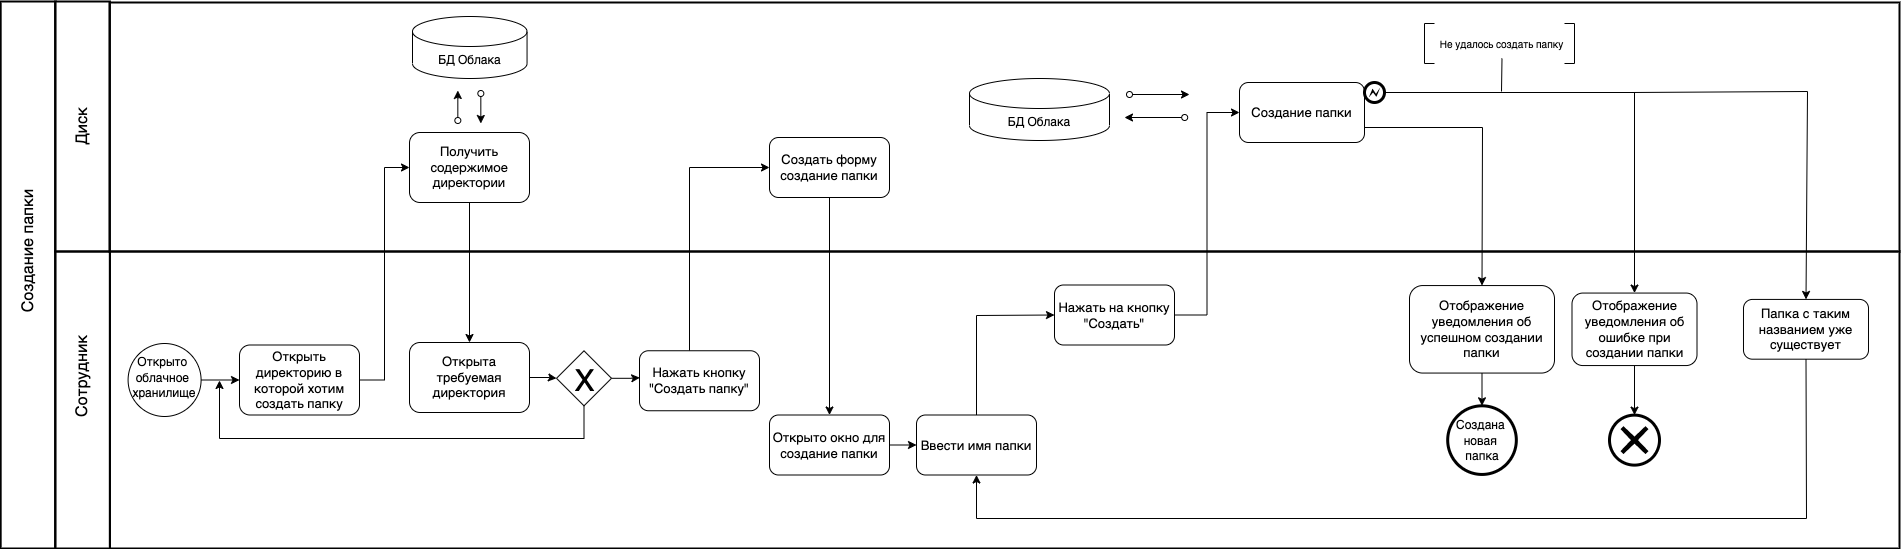 Создание папки
Диск
Сотрудник
БД Облака
Получить
содержимое
директории
Создать форму
создание папки
БД Облака
Создание папки
Не удалось создать папку
Открыто
облачное
хранилище
Открыть
директорию в
которой хотим
создать папку
Открыта
требуемая
директория
X
Нажать кнопку
"Создать папку"
Открыто окно для
создание папки
Ввести имя папки
Нажать на кнопку
"Создать"
Отображение
уведомления об
успешном создании
папки
Отображение
уведомления об
ошибке при
создании папки
Папка с таким
названием уже
существует
Создана
новая
папка